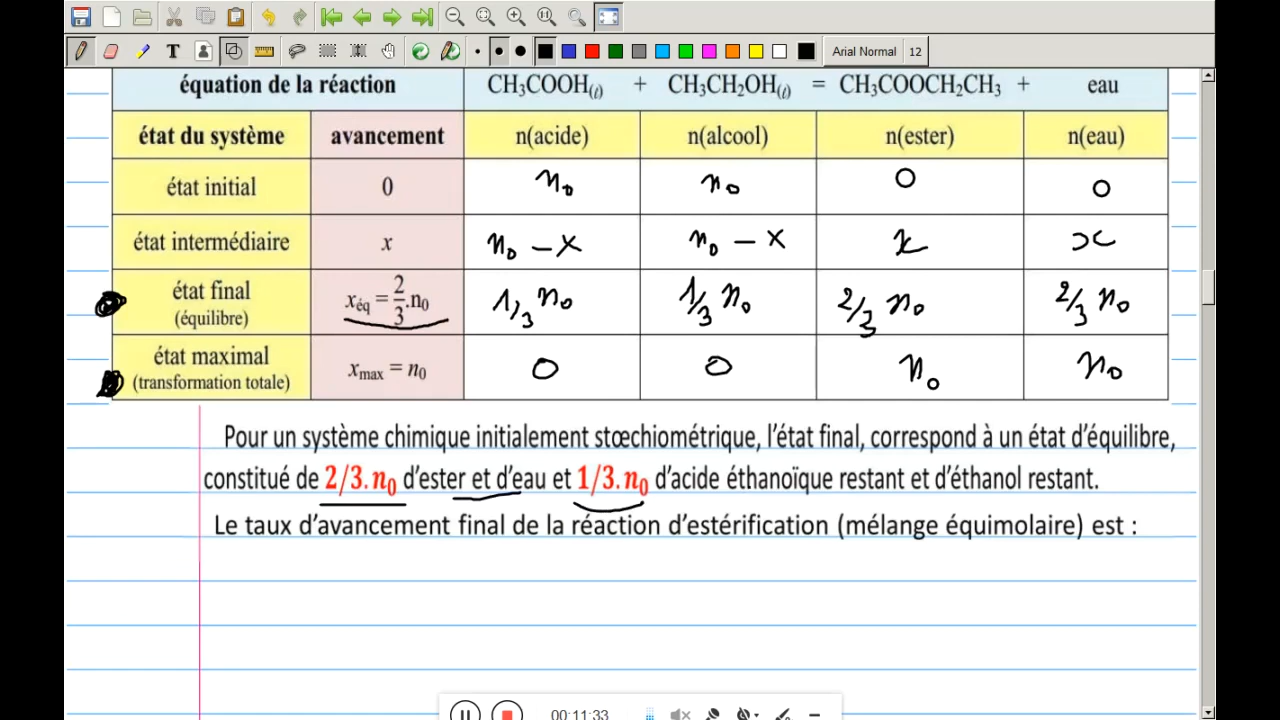 T Arial Normal 12
équation de la réaction CH₃COOH(ℓ) + CH₃CH₂OH(ℓ) = CH₃COOCH₂CH₃ + eau
état du système avancement n(acide) n(alcool) n(ester) n(eau)
état initial 0 n₀ n₀ 0 0
état intermédiaire x n₀ – x n₀ – x x x
état final (équilibre) xéq = 2/3.n₀ 1/3 n₀ 1/3 n₀ 2/3 n₀ 2/3 n₀
état maximal (transformation totale) xmax = n₀ 0 0 n₀ n₀
Pour un système chimique initialement stœchiométrique, l’état final, correspond à un état d’équilibre,
constitué de 2/3.n₀ d’ester et d’eau et 1/3.n₀ d’acide éthanoïque restant et d’éthanol restant.
Le taux d’avancement final de la réaction d’estérification (mélange équimolaire) est :
00:11:33